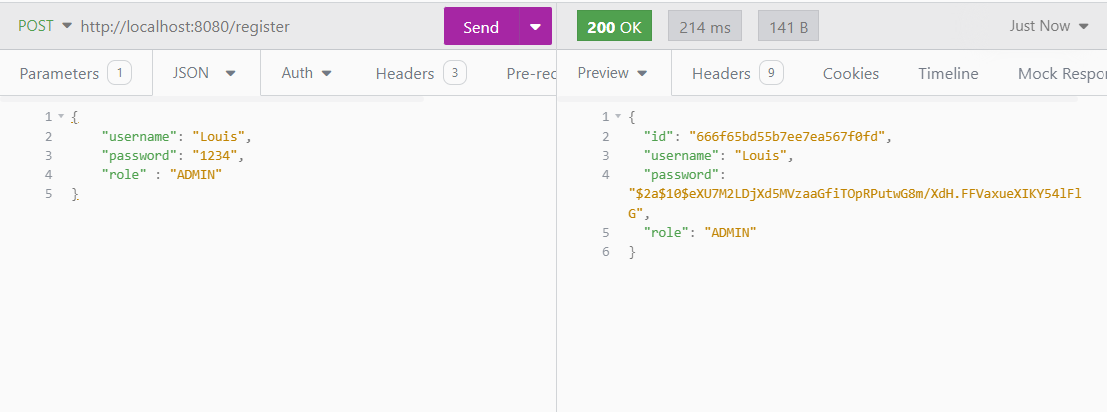 POST http://localhost:8080/register Send 200 OK 214 ms 141 B Just Now
Parameters 1 JSON Auth Headers 3 Pre-rec Preview Headers 9 Cookies Timeline Mock Respo
1 {
2 "username": "Louis",
3 "password": "1234",
4 "role" : "ADMIN"
5 }
1 {
2 "id": "666f65bd55b7ee7ea567f0fd",
3 "username": "Louis",
4 "password":
"$2a$10$eXU7M2LDjXd5MVzaaGfiTOpRPutwG8m/XdH.FFVaxueXIKY54lFl
G",
5 "role": "ADMIN"
6 }